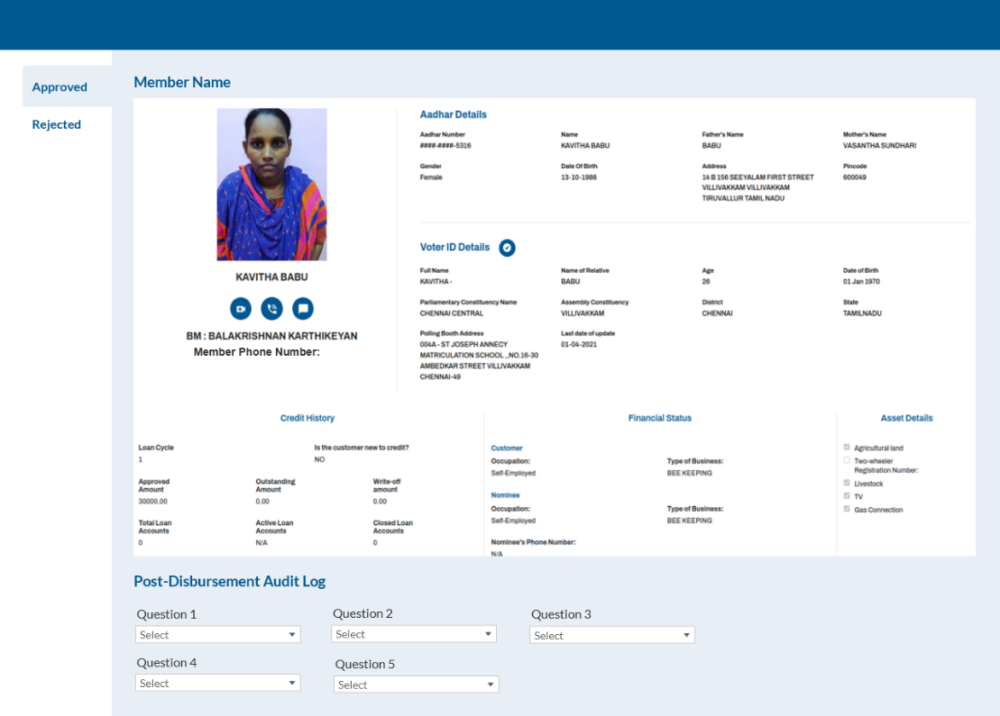 Approved
Rejected
Member Name
KAVITHA BABU
BM : BALAKRISHNAN KARTHIKEYAN
Member Phone Number:
Aadhar Details
Aadhar Number Name Father's Name Mother's Name
####-####-5316 KAVITHA BABU BABU VASANTHA SUNDHARI
Gender Date Of Birth Address Pincode
Female 13-10-1986 14 B 156 SEEYALAM FIRST STREET 600049
VILLIVAKKAM VILLIVAKKAM
TIRUVALLUR TAMIL NADU
Voter ID Details
Full Name Name of Relative Age Date of Birth
KAVITHA - BABU 26 01 Jan 1970
Parliamentary Constituency Name Assembly Constituency District State
CHENNAI CENTRAL VILLIVAKKAM CHENNAI TAMILNADU
Polling Booth Address Last date of update
004A - ST JOSEPH ANNECY 01-04-2021
MATRICULATION SCHOOL ,,NO.16-30
AMBEDKAR STREET VILLIVAKKAM
CHENNAI-49
Credit History
Loan Cycle Is the customer new to credit?
1 NO
Approved Outstanding Write-off
Amount Amount amount
30000.00 0.00 0.00
Total Loan Active Loan Closed Loan
Accounts Accounts Accounts
0 N/A 0
Financial Status
Customer
Occupation: Type of Business:
Self-Employed BEE KEEPING
Nominee
Occupation: Type of Business:
Self-Employed BEE KEEPING
Nominee's Phone Number:
N/A
Asset Details
Agricultural land
Two-wheeler
Registration Number:
Livestock
TV
Gas Connection
Post-Disbursement Audit Log
Question 1 Question 2 Question 3
Select Select Select
Question 4 Question 5
Select Select